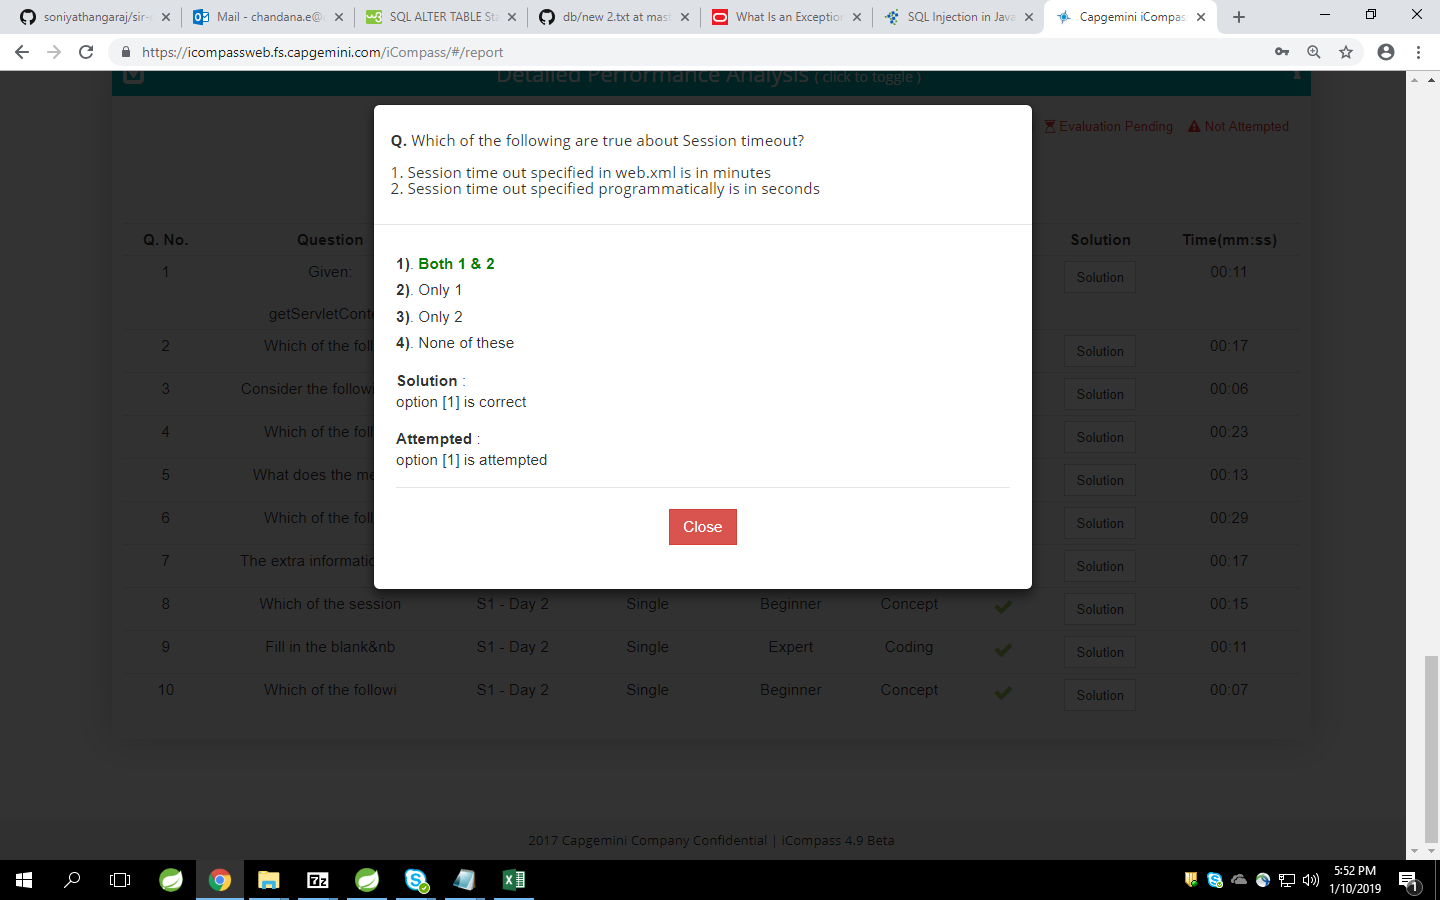 soniyathangaraj/sir-
Mail - chandana.e@
SQL ALTER TABLE Sta
db/new 2.txt at mast
What Is an Exception
SQL Injection in Java
Capgemini iCompass
https://icompassweb.fs.capgemini.com/iCompass/#/report
Detailed Performance Analysis ( click to toggle )
Evaluation Pending Not Attempted
Q. Which of the following are true about Session timeout?
1. Session time out specified in web.xml is in minutes
2. Session time out specified programmatically is in seconds
1). Both 1 & 2
2). Only 1
3). Only 2
4). None of these
Solution :
option [1] is correct
Attempted :
option [1] is attempted
Close
Q. No. Question Solution Time(mm:ss)
1 Given: Solution 00:11
getServletConte
2 Which of the foll Solution 00:17
3 Consider the follow Solution 00:06
4 Which of the foll Solution 00:23
5 What does the me Solution 00:13
6 Which of the foll Solution 00:29
7 The extra informatio Solution 00:17
8 Which of the session S1 - Day 2 Single Beginner Concept Solution 00:15
9 Fill in the blank&nb S1 - Day 2 Single Expert Coding Solution 00:11
10 Which of the followi S1 - Day 2 Single Beginner Concept Solution 00:07
2017 Capgemini Company Confidential | iCompass 4.9 Beta
5:52 PM
1/10/2019
1